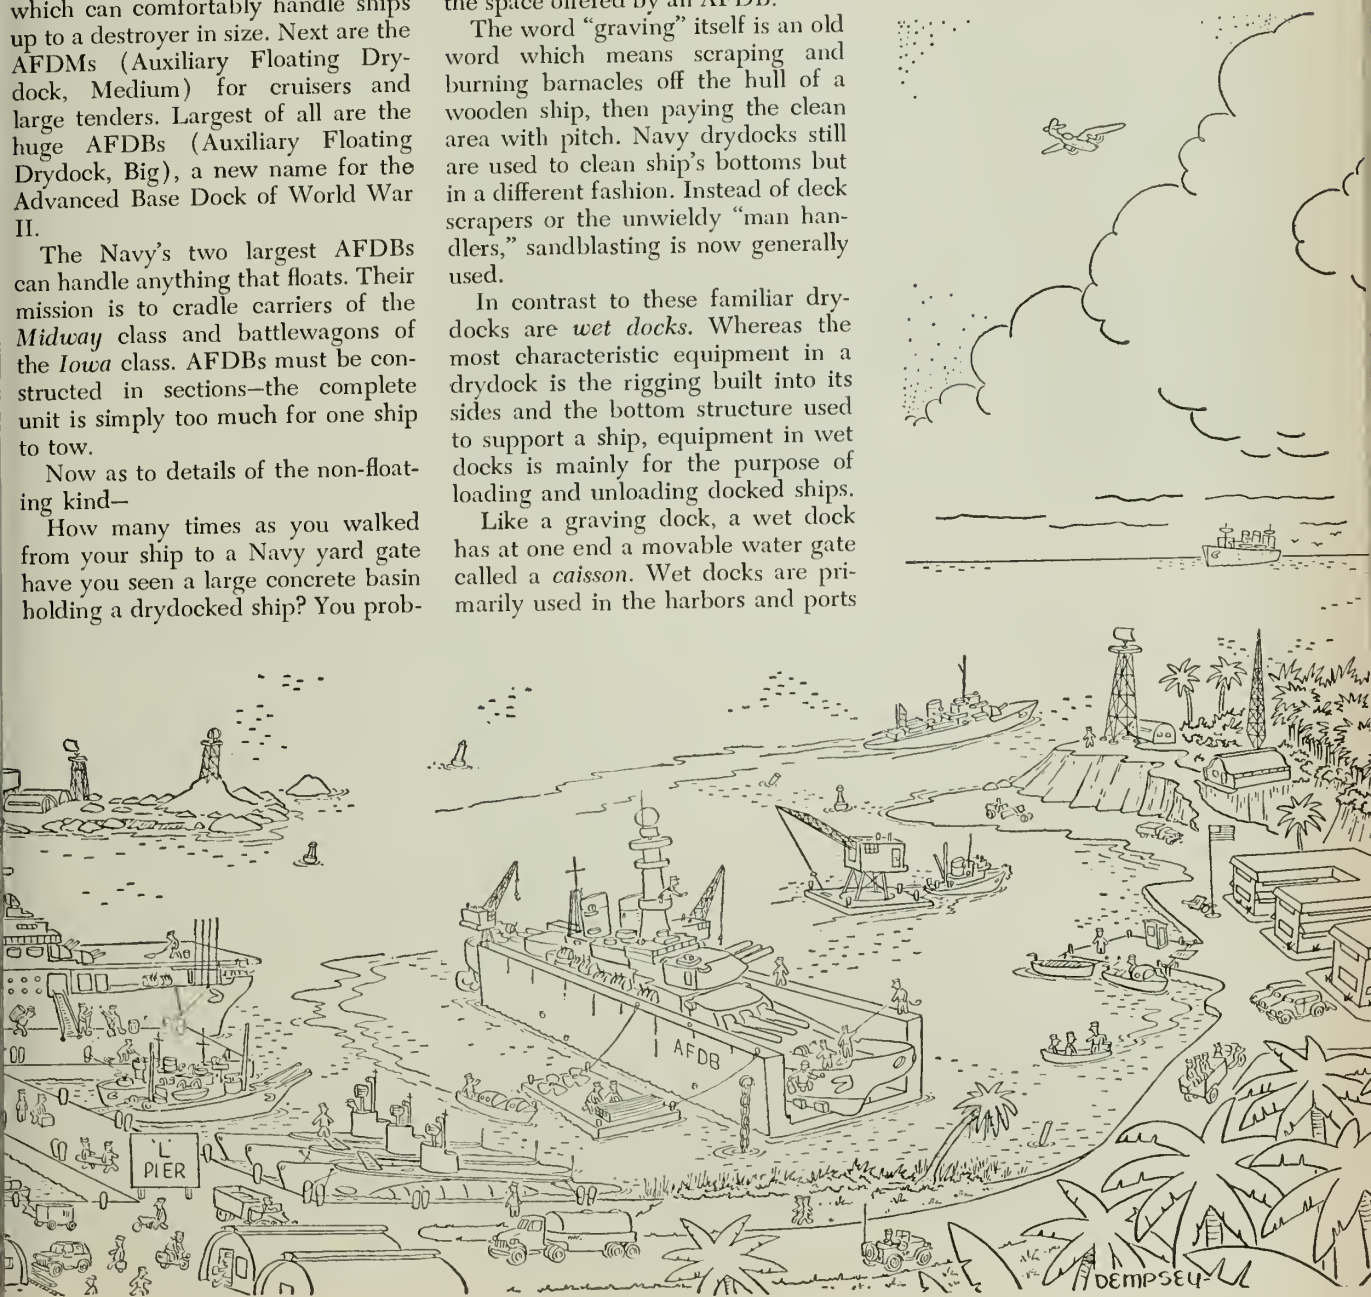 which can comfortably handle ships
up to a destroyer in size. Next are the
AFDMs (Auxiliary Floating Dry-
dock, Medium) for cruisers and
large tenders. Largest of all are the
huge AFDBs (Auxiliary Floating
Drydock, Big), a new name for the
Advanced Base Dock of World War
II.
The Navy's two largest AFDBs
can handle anything that floats. Their
mission is to cradle carriers of the
Midway class and battlewagons of
the Iowa class. AFDBs must be con-
structed in sections—the complete
unit is simply too much for one ship
to tow.
Now as to details of the non-float-
ing kind—
How many times as you walked
from your ship to a Navy yard gate
have you seen a large concrete basin
holding a drydocked ship? You prob-
the space offered by an AFDB.
The word “graving” itself is an old
word which means scraping and
burning barnacles off the hull of a
wooden ship, then paying the clean
area with pitch. Navy drydocks still
are used to clean ship's bottoms but
in a different fashion. Instead of deck
scrapers or the unwieldy “man han-
dlers,” sandblasting is now generally
used.
In contrast to these familiar dry-
docks are wet docks. Whereas the
most characteristic equipment in a
drydock is the rigging built into its
sides and the bottom structure used
to support a ship, equipment in wet
docks is mainly for the purpose of
loading and unloading docked ships.
Like a graving dock, a wet dock
has at one end a movable water gate
called a caisson. Wet docks are pri-
marily used in the harbors and ports
AFDB
'L'
PIER
DEMPSEY